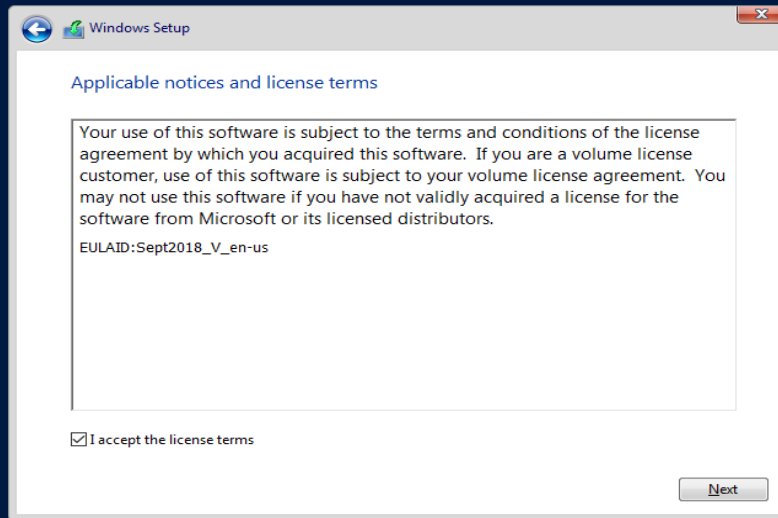 Windows Setup
Applicable notices and license terms
Your use of this software is subject to the terms and conditions of the license
agreement by which you acquired this software.  If you are a volume license
customer, use of this software is subject to your volume license agreement.  You
may not use this software if you have not validly acquired a license for the
software from Microsoft or its licensed distributors.
EULAID:Sept2018_V_en-us
I accept the license terms
Next